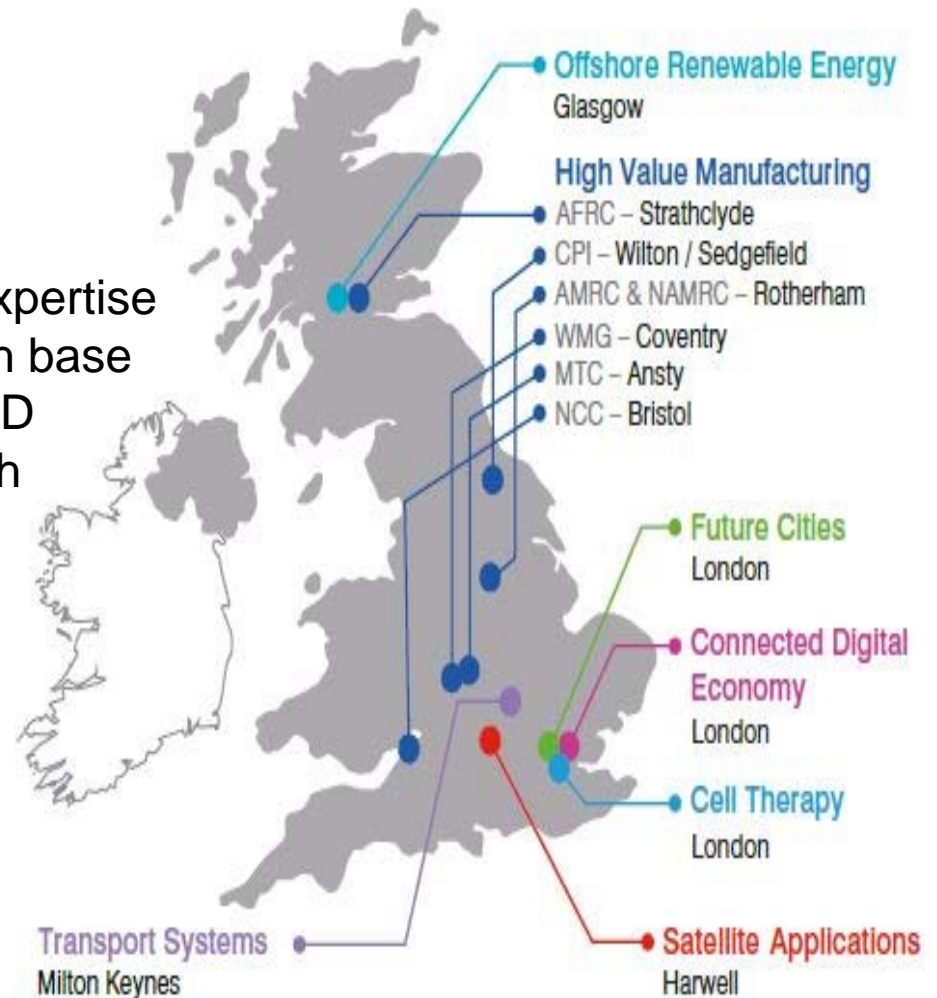 Offshore Renewable Energy
Glasgow
High Value Manufacturing
AFRC – Strathclyde
CPI – Wilton / Sedgefield
AMRC & NAMRC – Rotherham
WMG – Coventry
MTC – Ansty
NCC – Bristol
xpertise
n base
D
h
Future Cities
London
Connected Digital
Economy
London
Cell Therapy
London
Transport Systems
Milton Keynes
Satellite Applications
Harwell